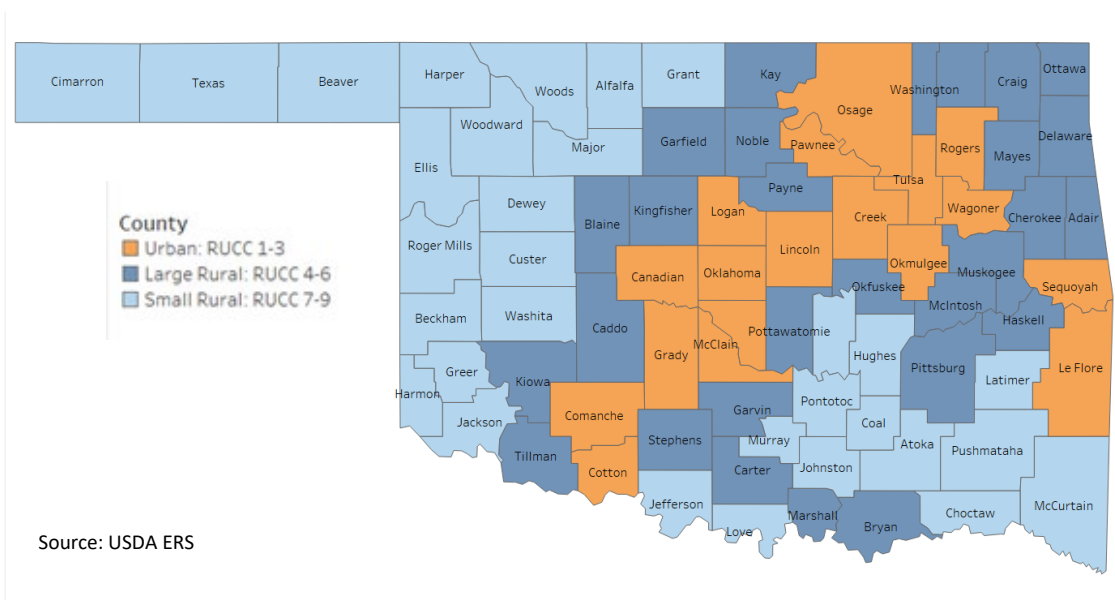 Cimarron
Texas
Beaver
Harper
Woods
Alfalfa
Grant
Kay
Osage
Washington
Craig
Ottawa
Woodward
Major
Garfield
Noble
Pawnee
Rogers
Mayes
Delaware
Ellis
Dewey
Blaine
Kingfisher
Logan
Payne
Creek
Tulsa
Wagoner
Cherokee
Adair
County
Urban: RUCC 1-3
Large Rural: RUCC 4-6
Small Rural: RUCC 7-9
Roger Mills
Custer
Canadian
Oklahoma
Lincoln
Okmulgee
Muskogee
Sequoyah
Beckham
Washita
Caddo
Grady
McClain
Pottawatomie
Okfuskee
McIntosh
Haskell
Hughes
Pittsburg
Latimer
Le Flore
Greer
Harmon
Kiowa
Jackson
Comanche
Garvin
Pontotoc
Coal
Tillman
Cotton
Stephens
Murray
Carter
Johnston
Atoka
Pushmataha
Jefferson
Love
Marshall
Bryan
Choctaw
McCurtain
Source: USDA ERS